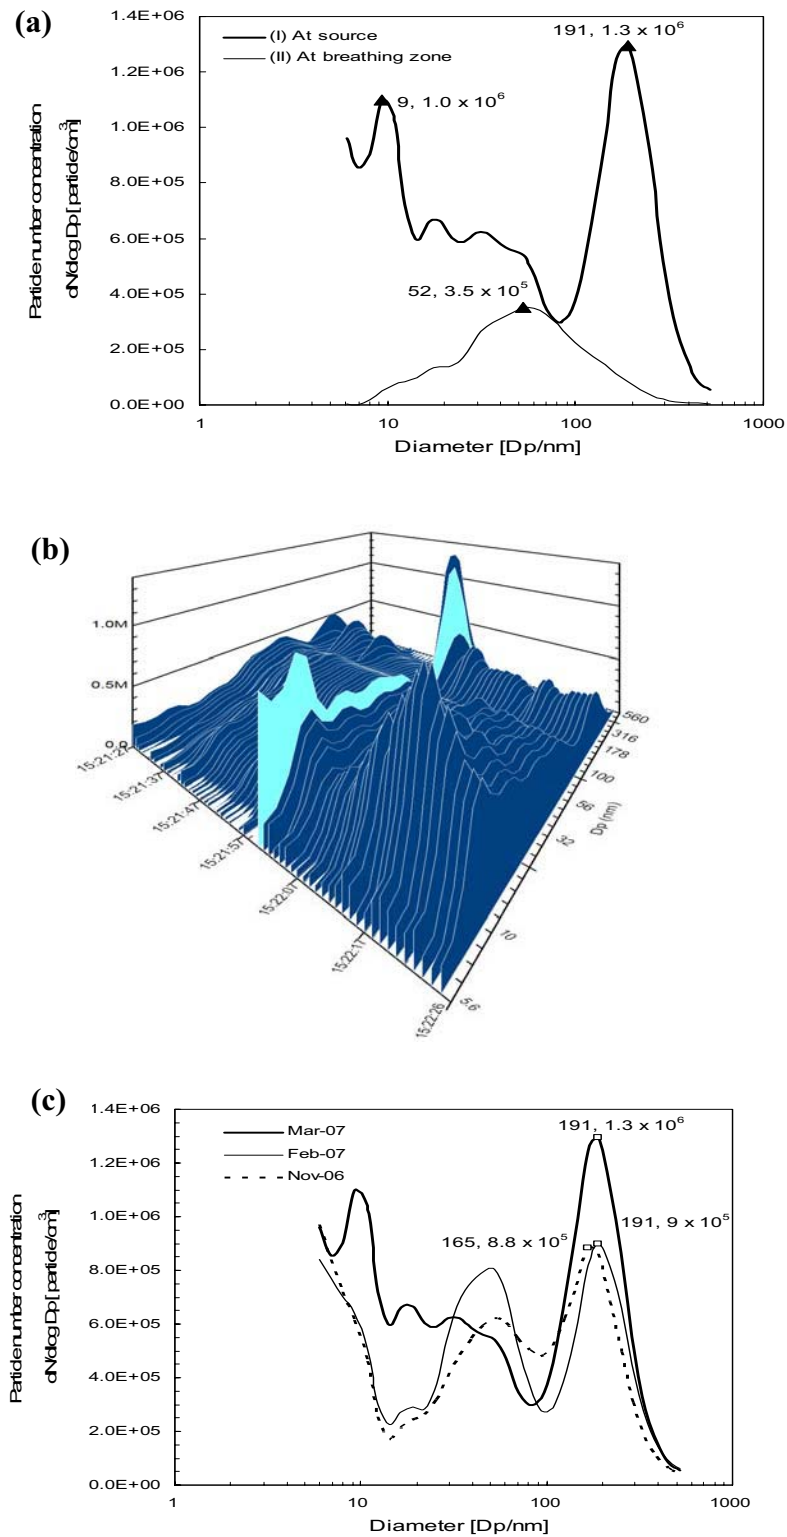 (a)
1.4E+06
1.2E+06
1.0E+06
8.0E+05
6.0E+05
4.0E+05
2.0E+05
0.0E+00
Particle number concentration
dN/dlogDp [particle/cm³]
(I) At source
(II) At breathing zone
191, 1.3 x 10⁶
9, 1.0 x 10⁶
52, 3.5 x 10⁵
1 10 100 1000
Diameter [Dp/nm]
(b)
1.0M
0.5M
0.0
15:21:27
15:21:37
15:21:47
15:21:57
15:22:07
15:22:17
15:22:26
560
316
178
100
56
32
10
5.6
Dp (nm)
(c)
1.4E+06
1.2E+06
1.0E+06
8.0E+05
6.0E+05
4.0E+05
2.0E+05
0.0E+00
Particle number concentration
dN/dlogDp [particle/cm³]
Mar-07
Feb-07
Nov-06
191, 1.3 x 10⁶
191, 9 x 10⁵
165, 8.8 x 10⁵
1 10 100 1000
Diameter [Dp/nm]